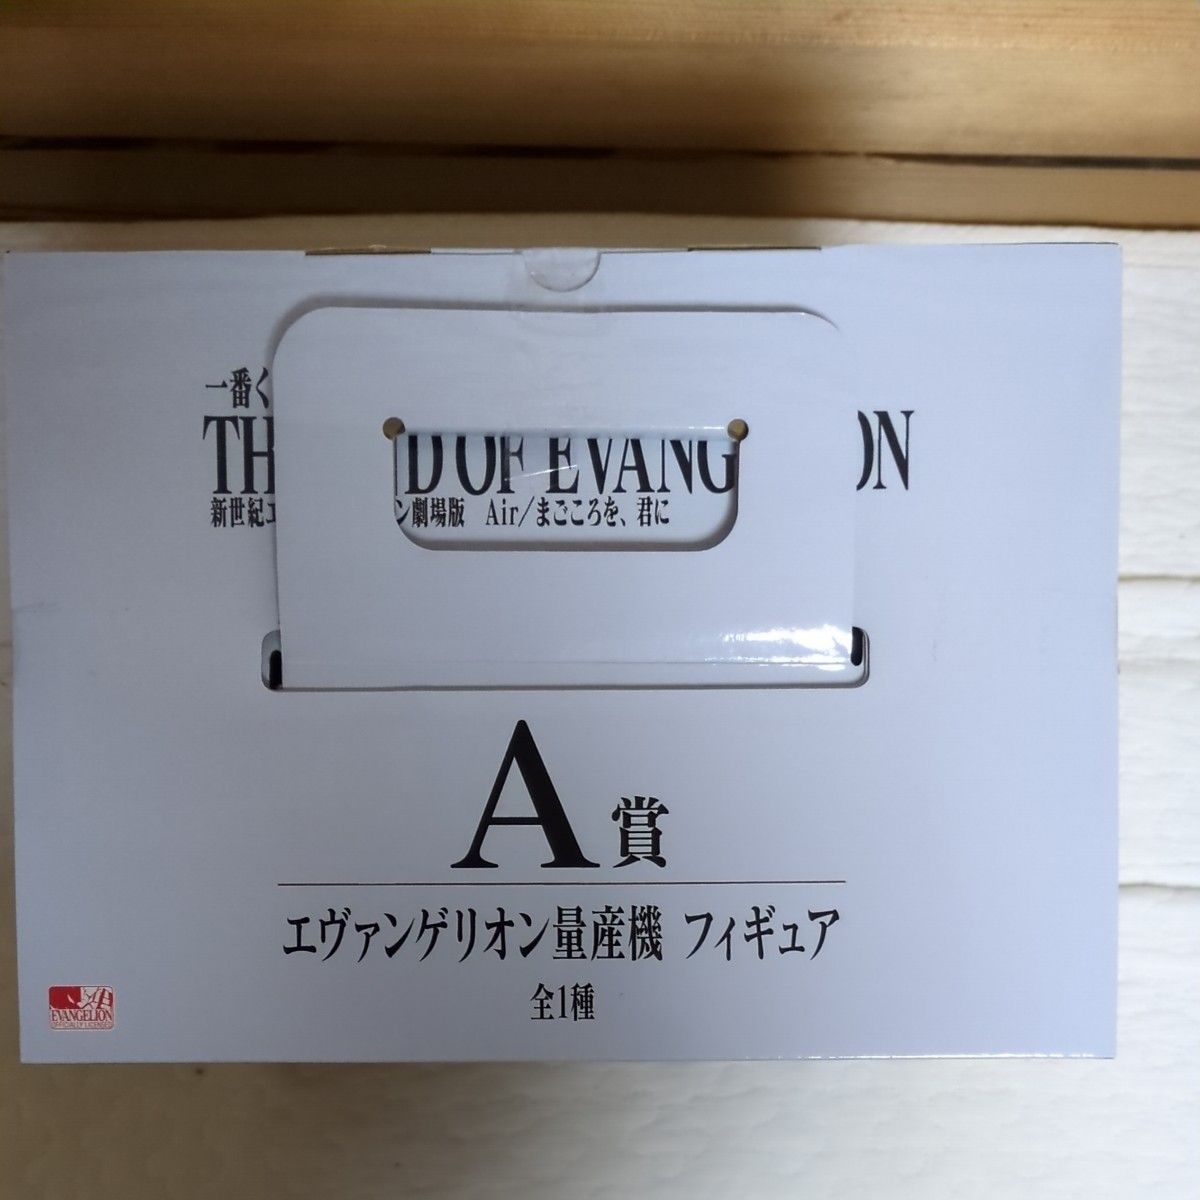 一番く
TH D OF EVANG ON
新世紀エ ン劇場版 Air/まごころを、君に
A賞
エヴァンゲリオン量産機 フィギュア
全1種
EVANGELION
OFFICIALLY LICENSED